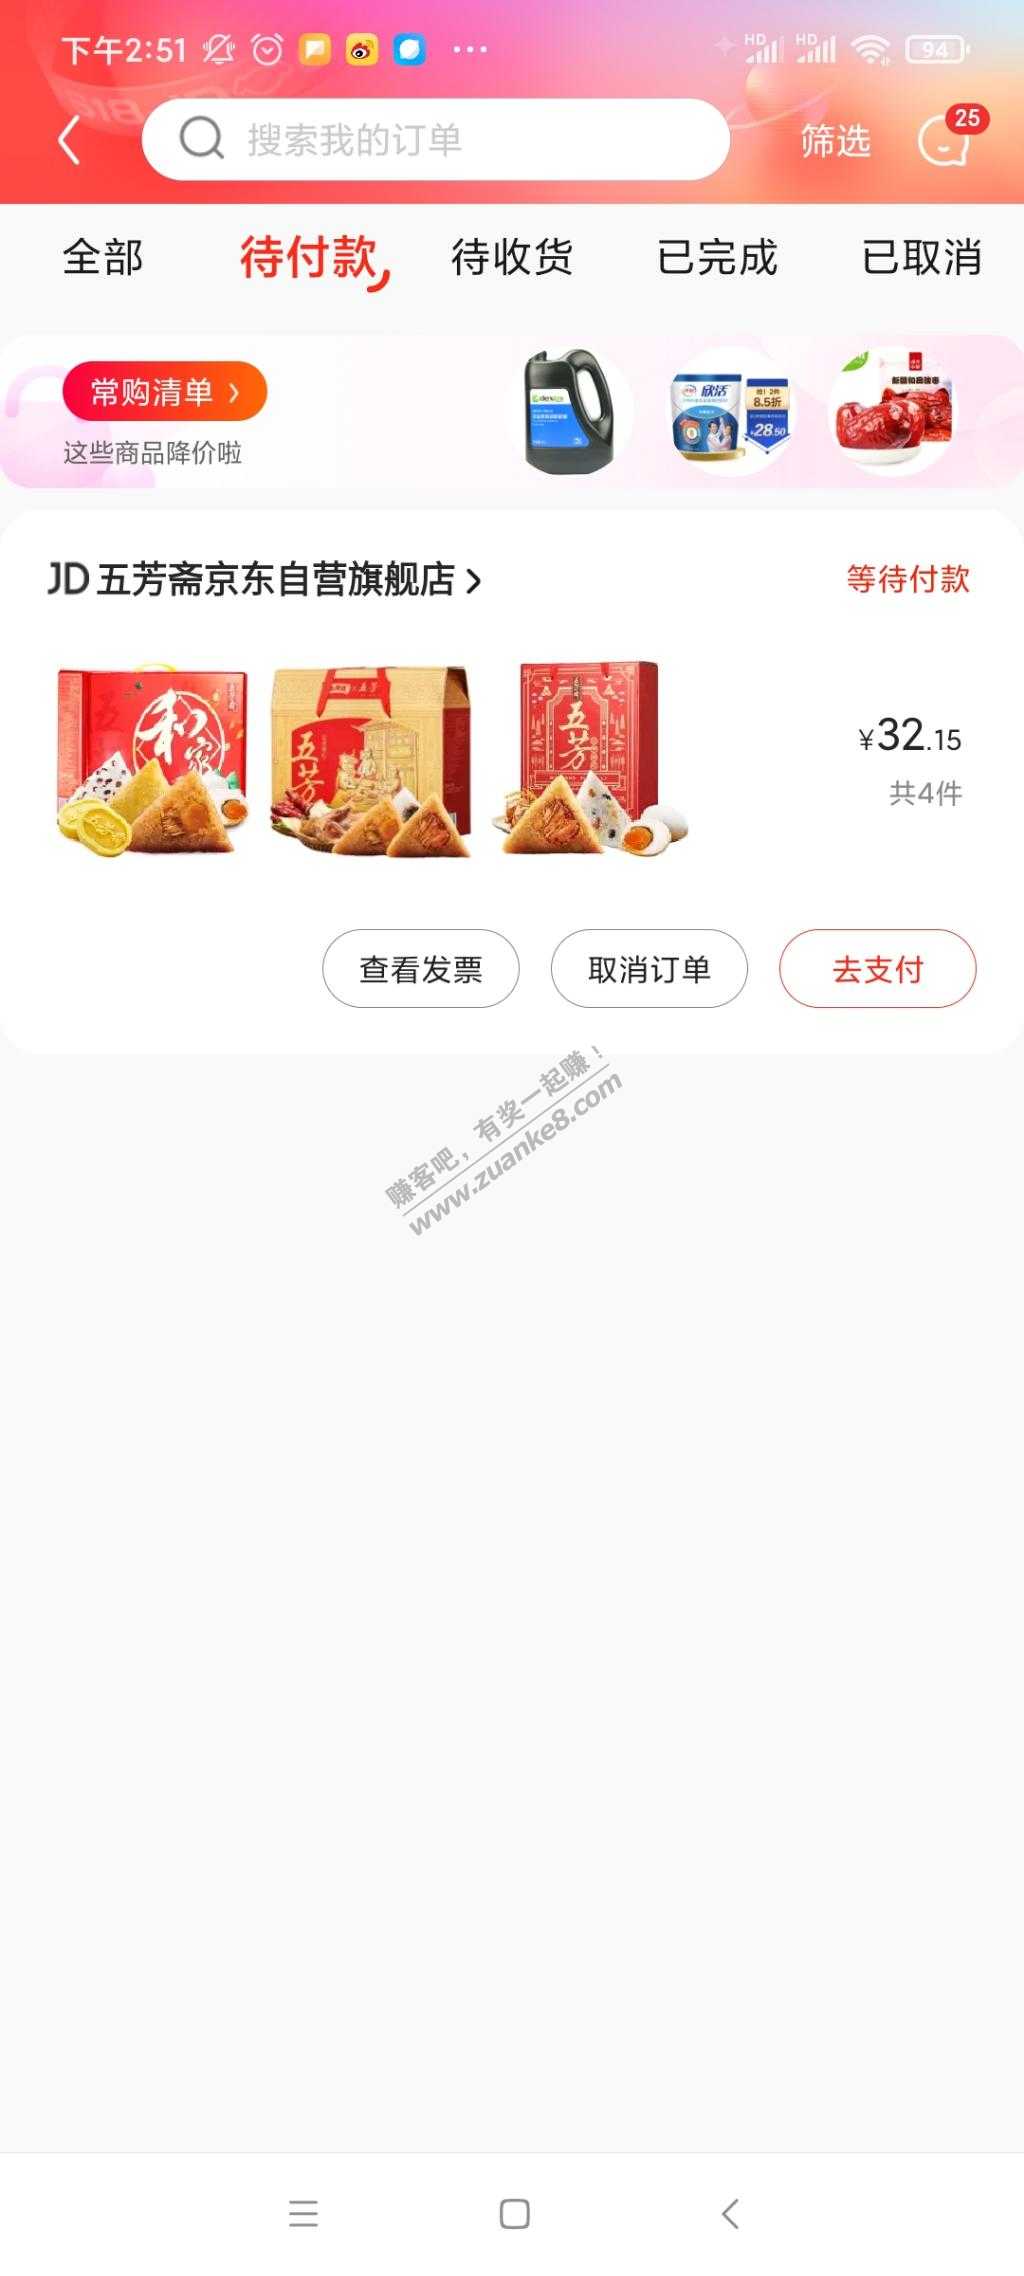 下午2:51
HD
HD
94
搜索我的订单
筛选
25
全部
待付款
待收货
已完成
已取消
常购清单 ›
这些商品降价啦
欣活
8.5折
28.50
JD 五芳斋京东自营旗舰店 ›
等待付款
和家
五芳
五芳
五芳
¥32.15
共4件
查看发票
取消订单
去支付
赚客吧，有奖一起赚！
www.zuanke8.com